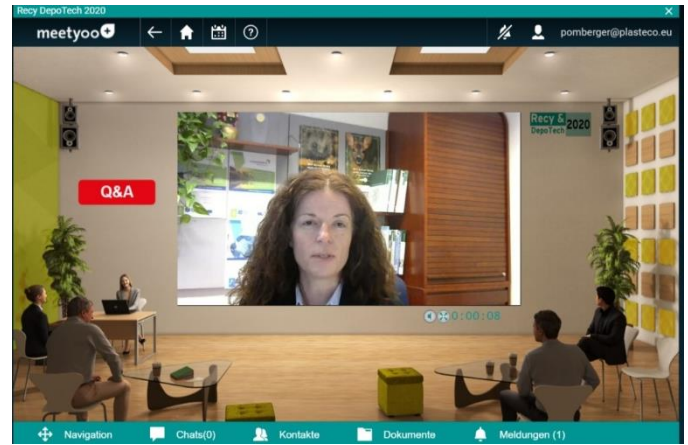 Recy DepoTech 2020
meetyoo
pomberger@plasteco.eu
Recy &
DepoTech 2020
Q&A
0:00:08
Navigation
Chats(0)
Kontakte
Dokumente
Meldungen (1)